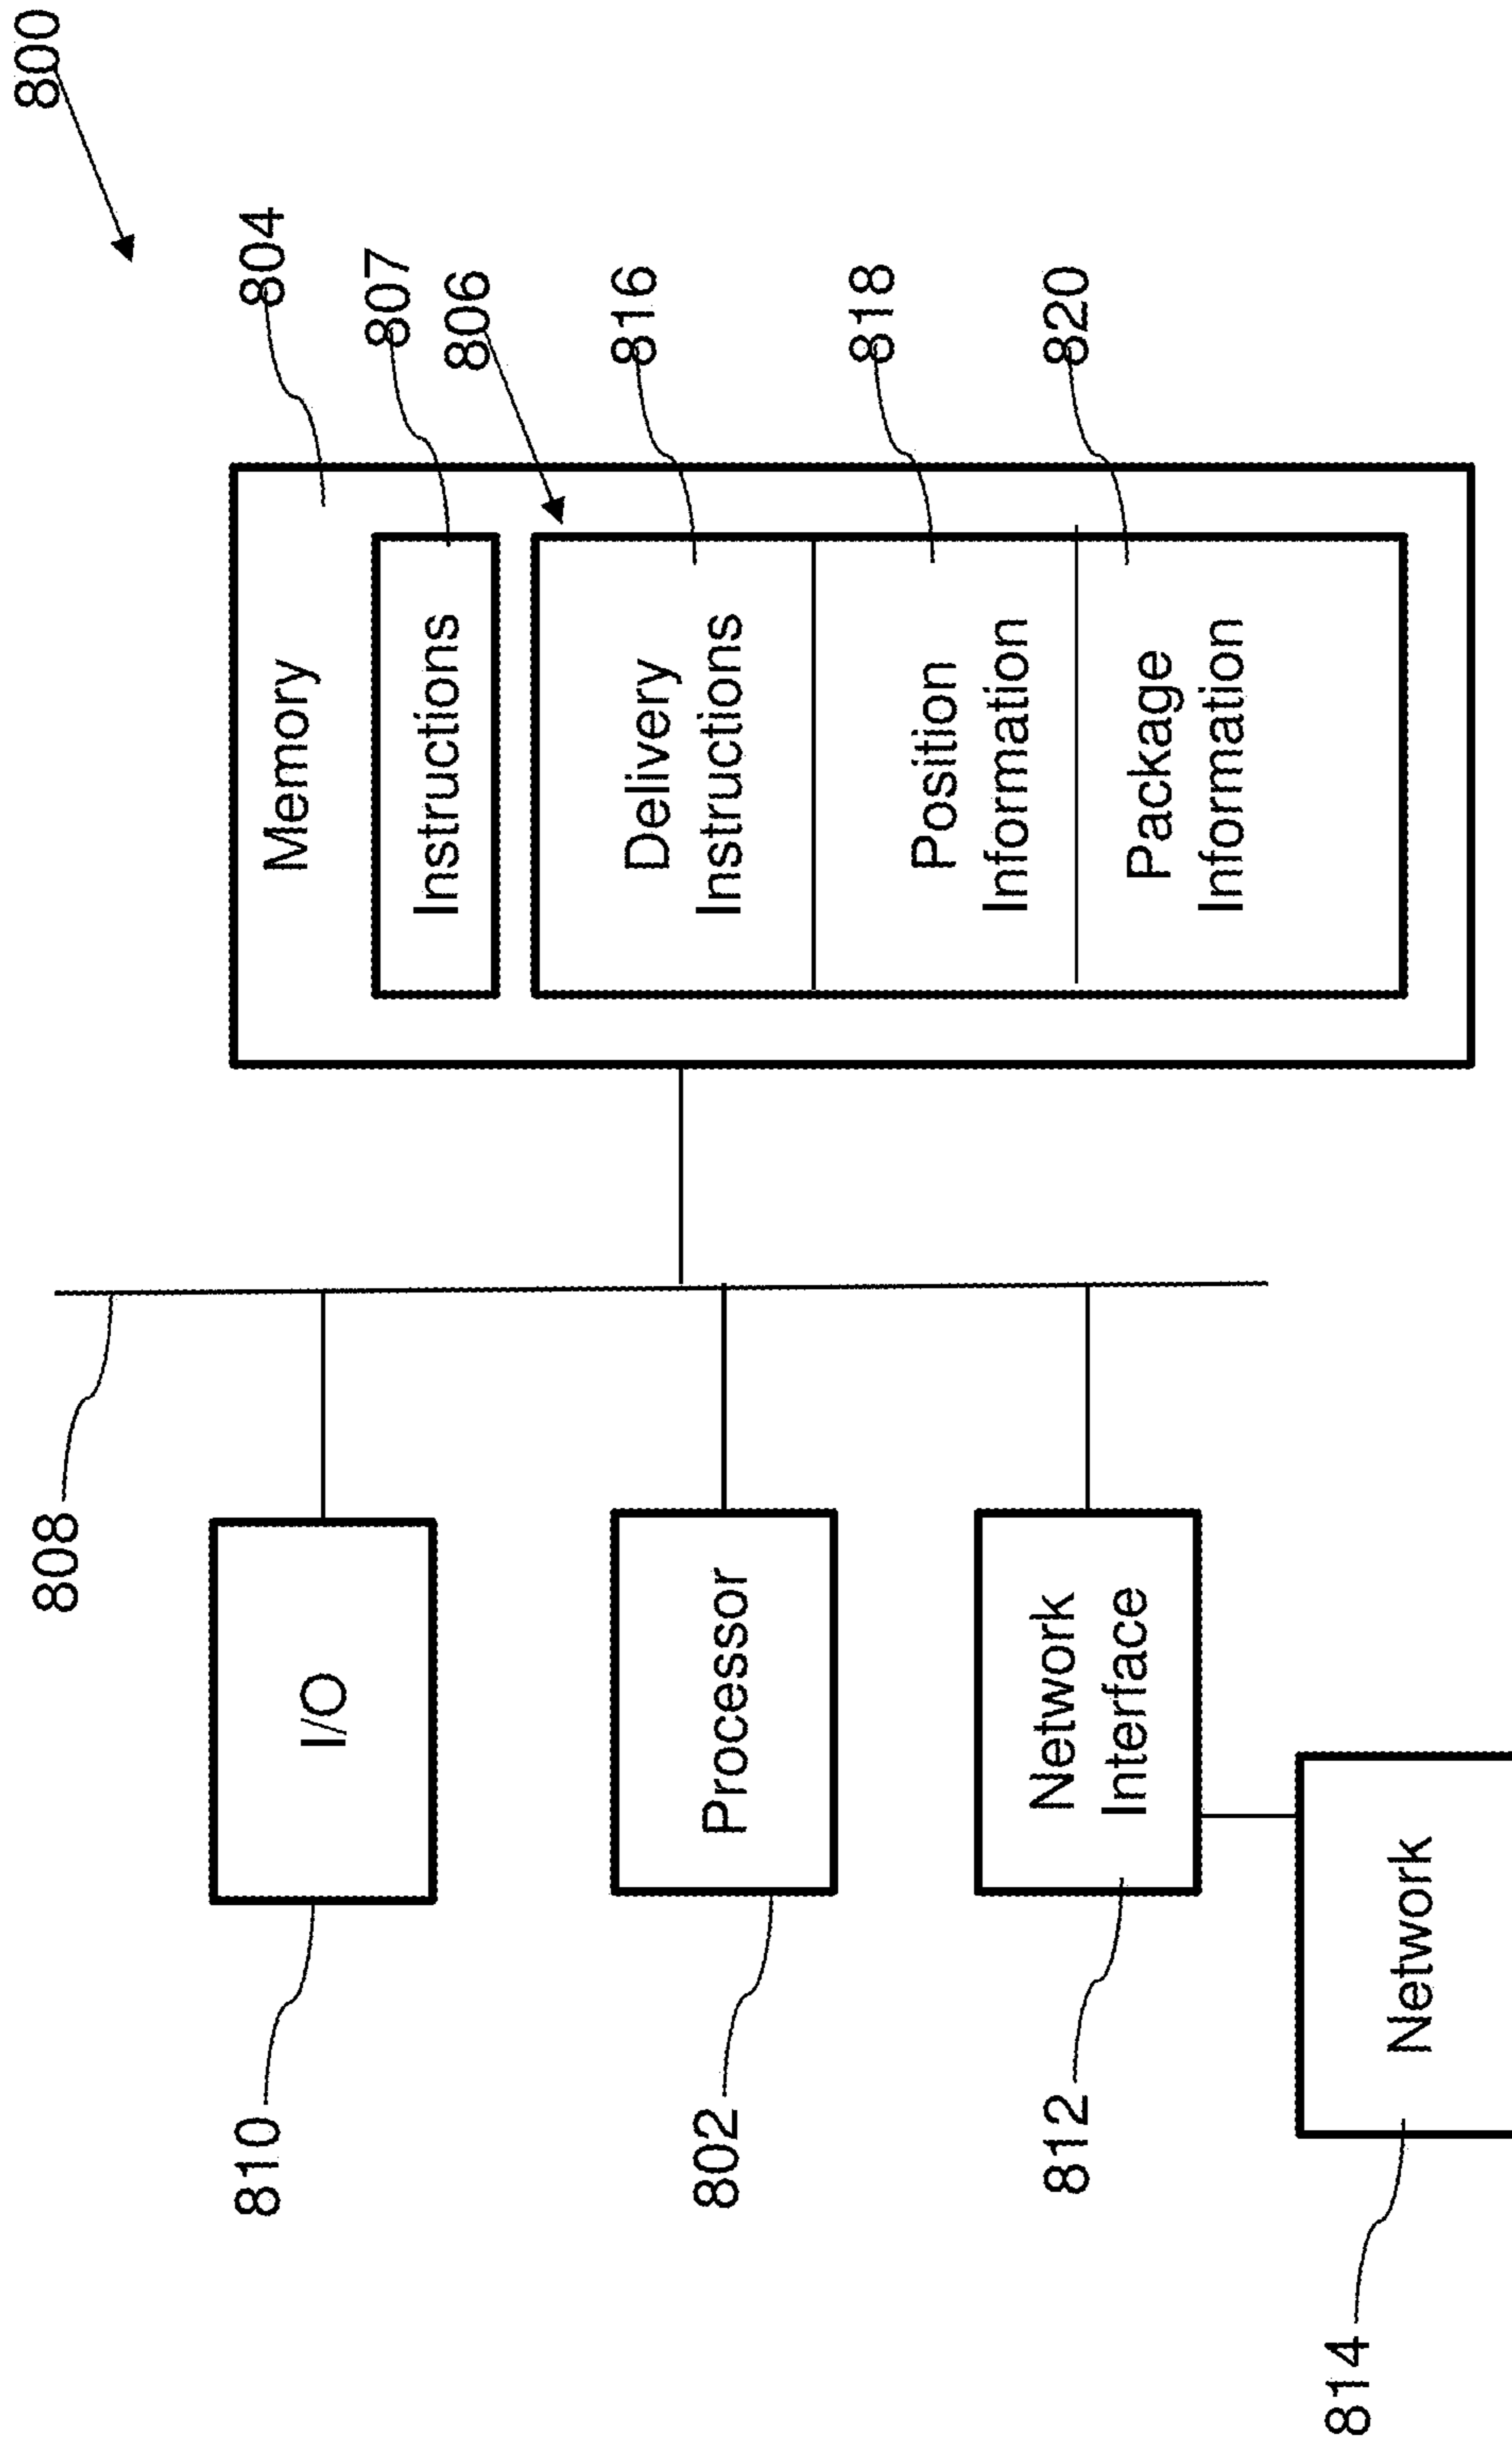 800
804
Memory
807
Instructions
806
816
Delivery
Instructions
818
Position
Information
820
Package
Information
808
I/O
810
Processor
802
Network
Interface
812
Network
814